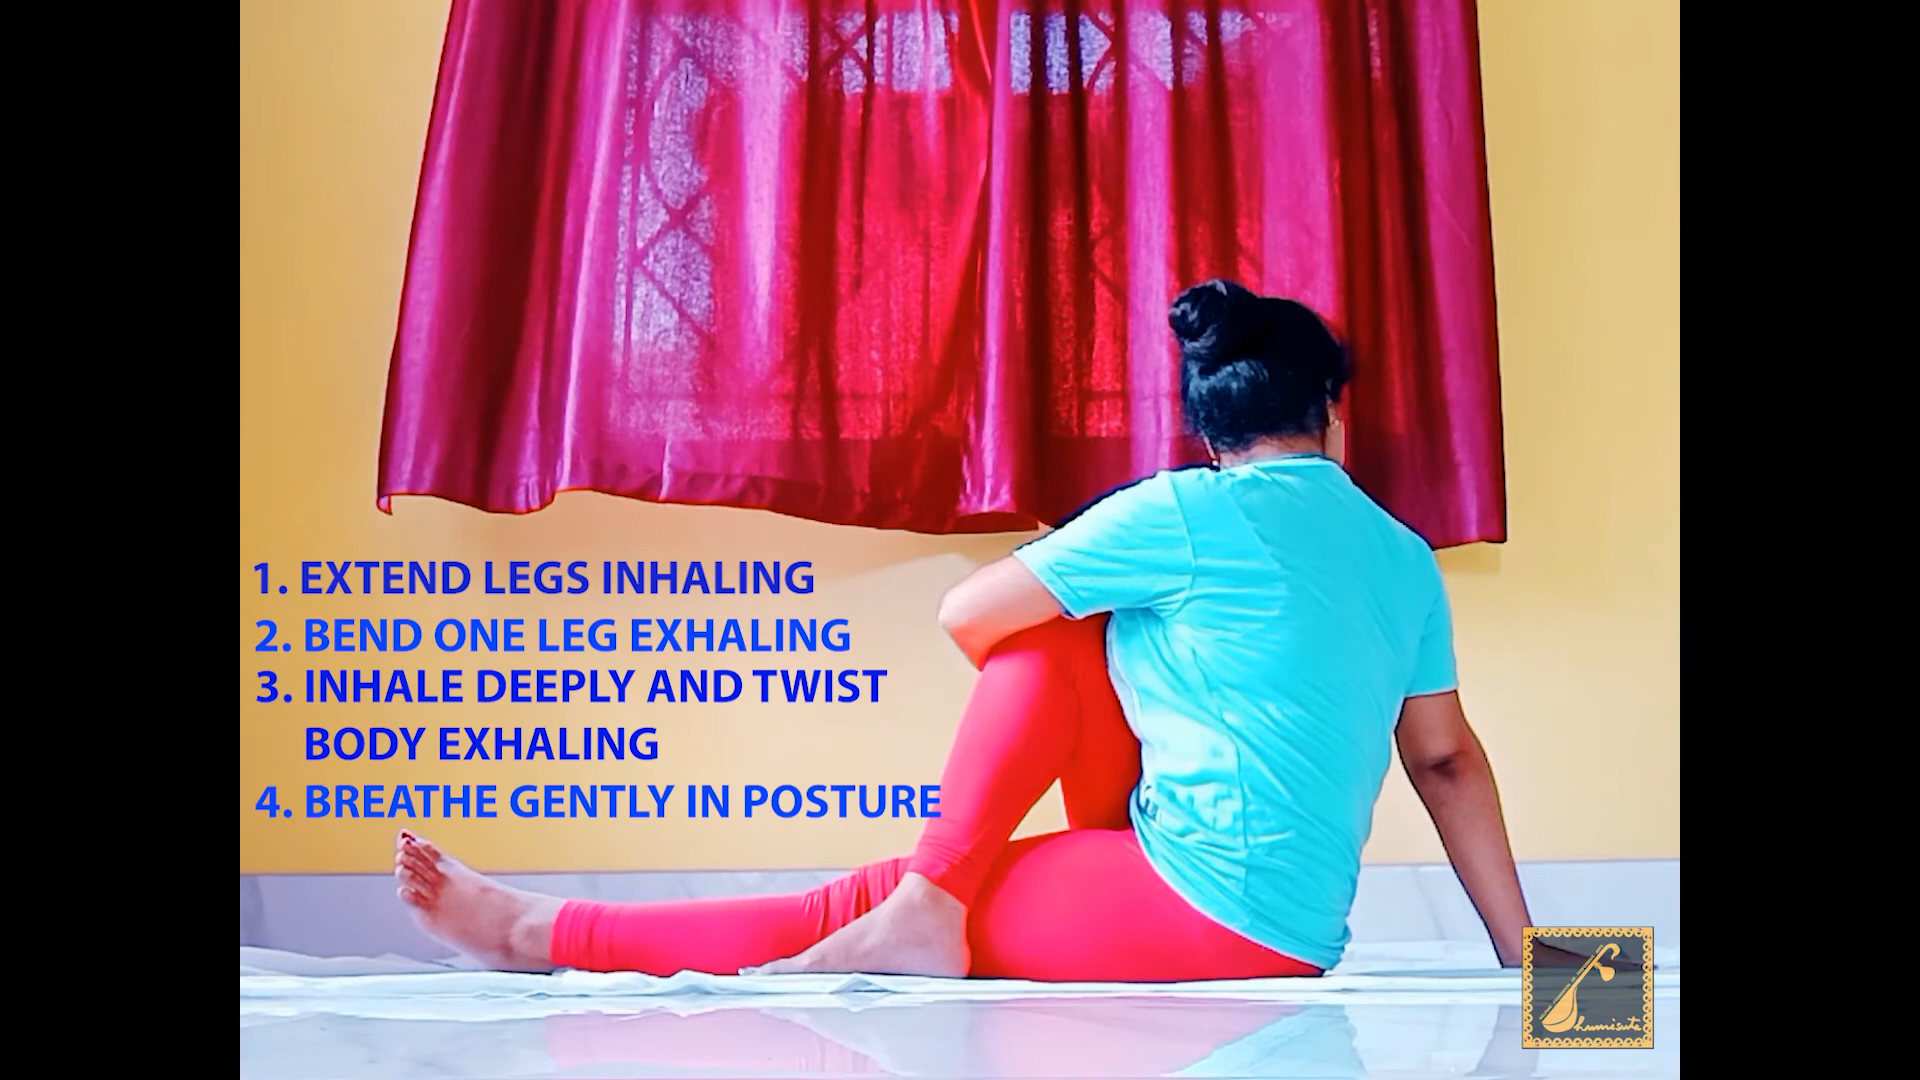 1. EXTEND LEGS INHALING
2. BEND ONE LEG EXHALING
3. INHALE DEEPLY AND TWIST
BODY EXHALING
4. BREATHE GENTLY IN POSTURE